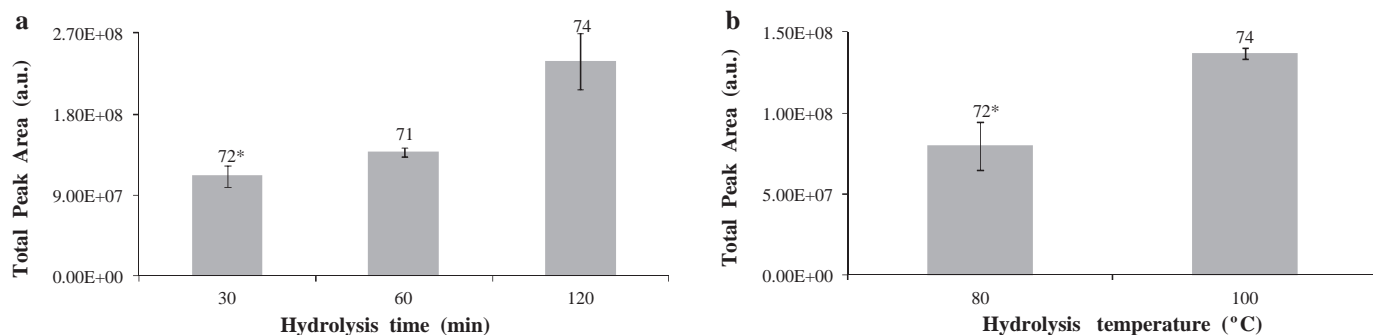 a
Total Peak Area (a.u.)
2.70E+08
1.80E+08
9.00E+07
0.00E+00
72*
71
74
30
60
120
Hydrolysis time (min)
b
Total Peak Area (a.u.)
1.50E+08
1.00E+08
5.00E+07
0.00E+00
72*
74
80
100
Hydrolysis temperature (°C)